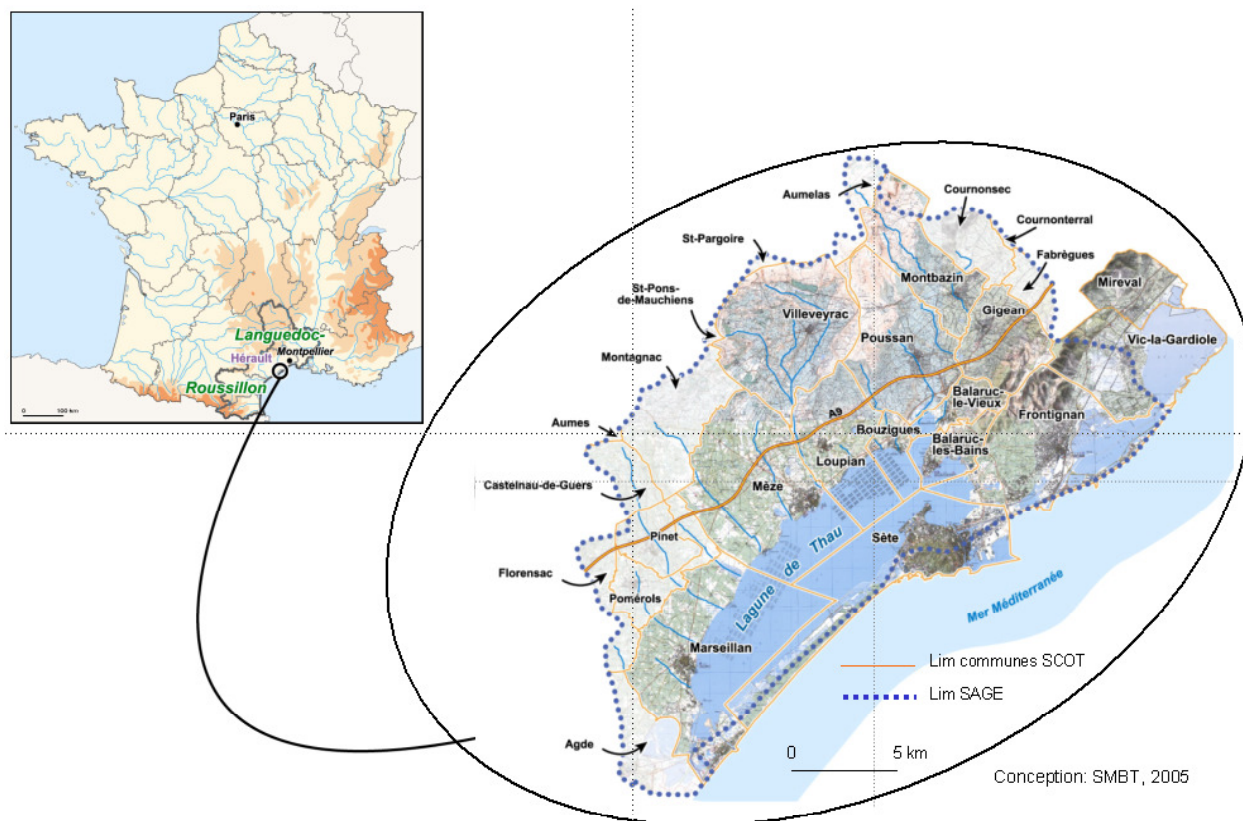 Paris
Languedoc-
Hérault
Montpellier
Roussillon
0 100 km
Aumelas
Cournonsec
Cournonterral
St-Pargoire
Fabrègues
Montbazin
Mireval
St-Pons-
de-Mauchiens
Villeveyrac
Gigean
Poussan
Vic-la-Gardiole
Montagnac
Balaruc-
le-Vieux
A9
Frontignan
Aumes
Bouzigues
Balaruc-
les-Bains
Loupian
Castelnau-de-Guers
Mèze
Pinet
Sète
Lagune de Thau
Florensac
Pomérols
Mer Méditerranée
Marseillan
Lim communes SCOT
Lim SAGE
Agde
0 5 km
Conception: SMBT, 2005